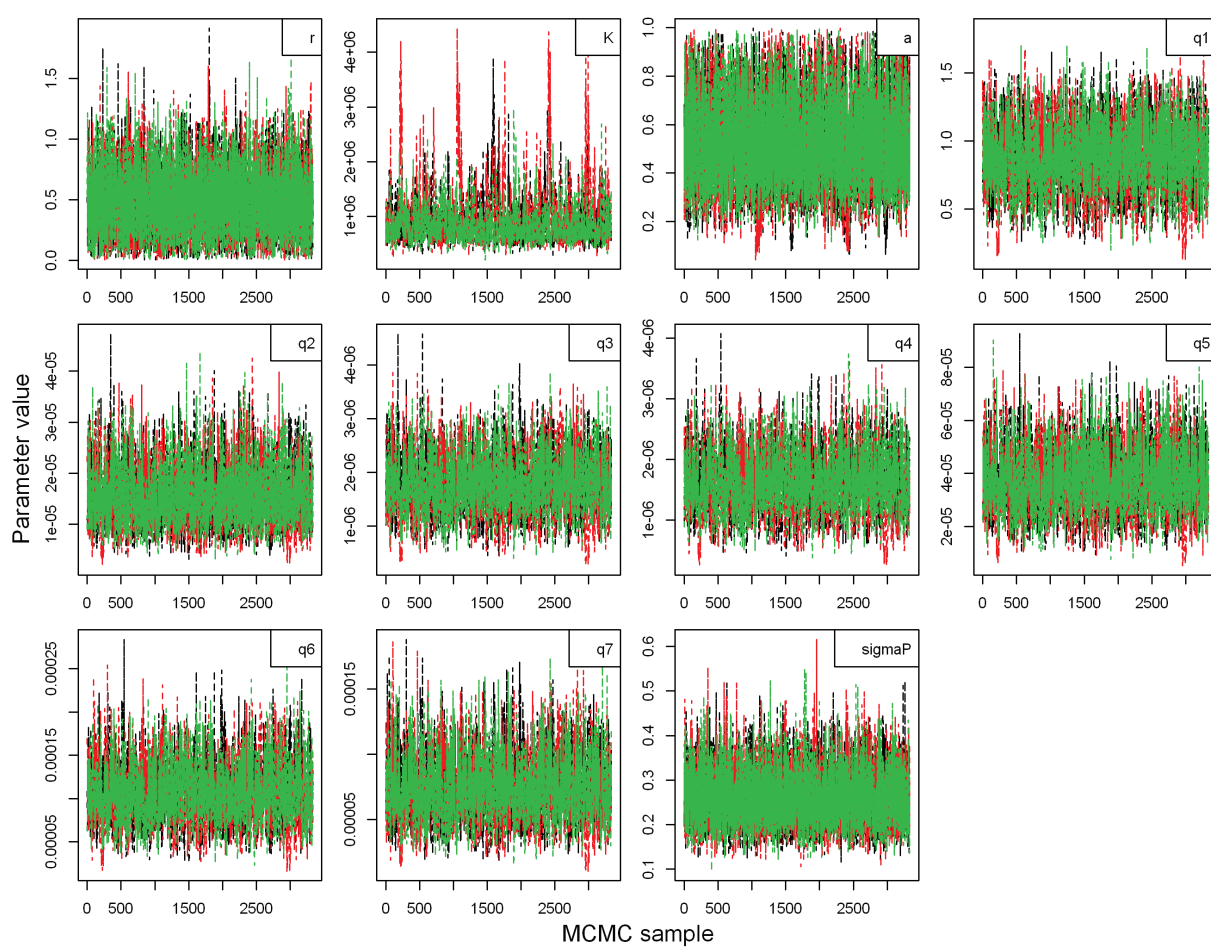 r
K
a
q1
0.0 0.5 1.0 1.5
1e+06 2e+06 3e+06 4e+06
0.2 0.4 0.6 0.8 1.0
0.5 1.0 1.5
0 500 1500 2500
0 500 1500 2500
0 500 1500 2500
0 500 1500 2500
q2
q3
q4
q5
Parameter value
1e-05 2e-05 3e-05 4e-05
1e-06 2e-06 3e-06 4e-06
1e-06 2e-06 3e-06 4e-06
2e-05 4e-05 6e-05 8e-05
0 500 1500 2500
0 500 1500 2500
0 500 1500 2500
0 500 1500 2500
q6
q7
sigmaP
0.00005 0.00015 0.00025
0.00005 0.00015
0.1 0.2 0.3 0.4 0.5 0.6
0 500 1500 2500
0 500 1500 2500
0 500 1500 2500
MCMC sample